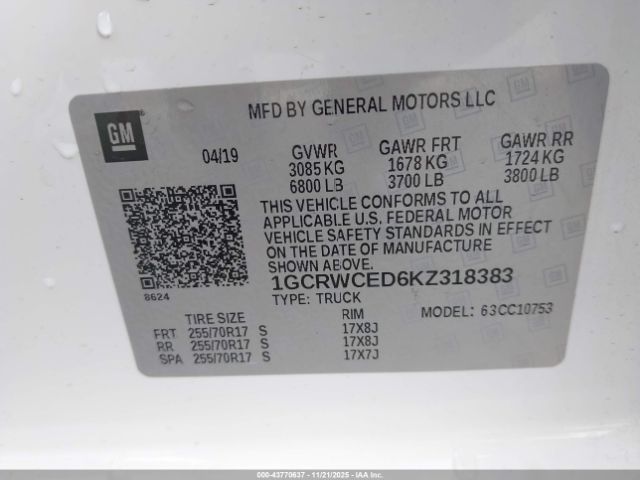 MFD BY GENERAL MOTORS LLC
GM
04/19 GVWR GAWR FRT GAWR RR
3085 KG 1678 KG 1724 KG
6800 LB 3700 LB 3800 LB
THIS VEHICLE CONFORMS TO ALL
APPLICABLE U.S. FEDERAL MOTOR
VEHICLE SAFETY STANDARDS IN EFFECT
ON THE DATE OF MANUFACTURE
SHOWN ABOVE.
8624
1GCRWCED6KZ318383
TYPE: TRUCK MODEL: 63CC10753
TIRE SIZE RIM
FRT 255/70R17 S 17X8J
RR 255/70R17 S 17X8J
SPA 255/70R17 S 17X7J
000-43770637 - 11/21/2025 - IAAI.com